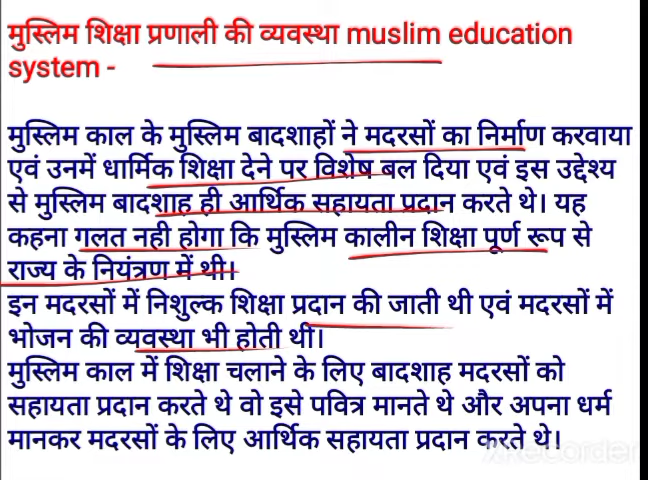 मुस्लिम शिक्षा प्रणाली की व्यवस्था muslim education
system -
मुस्लिम काल के मुस्लिम बादशाहों ने मदरसों का निर्माण करवाया
एवं उनमें धार्मिक शिक्षा देने पर विशेष बल दिया एवं इस उद्देश्य
से मुस्लिम बादशाह ही आर्थिक सहायता प्रदान करते थे। यह
कहना गलत नही होगा कि मुस्लिम कालीन शिक्षा पूर्ण रूप से
राज्य के नियंत्रण में थी।
इन मदरसों में निशुल्क शिक्षा प्रदान की जाती थी एवं मदरसों में
भोजन की व्यवस्था भी होती थीं।
मुस्लिम काल में शिक्षा चलाने के लिए बादशाह मदरसों को
सहायता प्रदान करते थे वो इसे पवित्र मानते थे और अपना धर्म
मानकर मदरसों के लिए आर्थिक सहायता प्रदान करते थे।
XRecorder